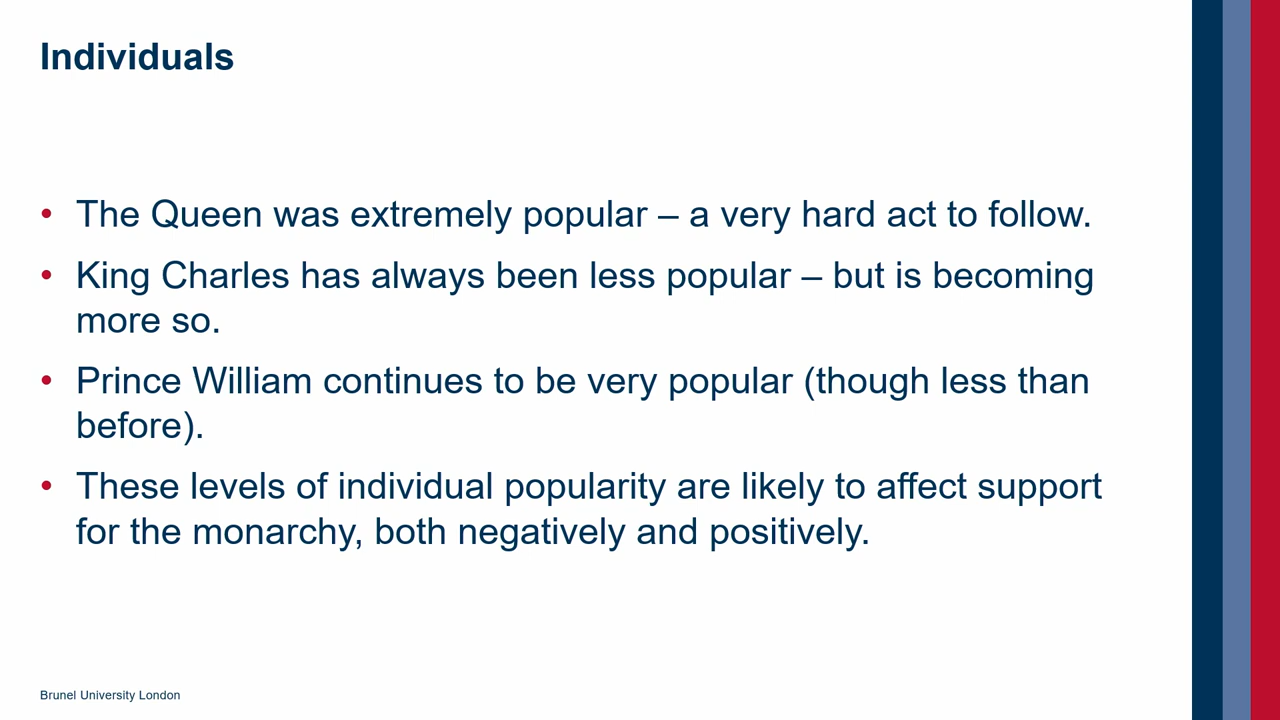 Individuals
• The Queen was extremely popular – a very hard act to follow.
• King Charles has always been less popular – but is becoming
more so.
• Prince William continues to be very popular (though less than
before).
• These levels of individual popularity are likely to affect support
for the monarchy, both negatively and positively.
Brunel University London